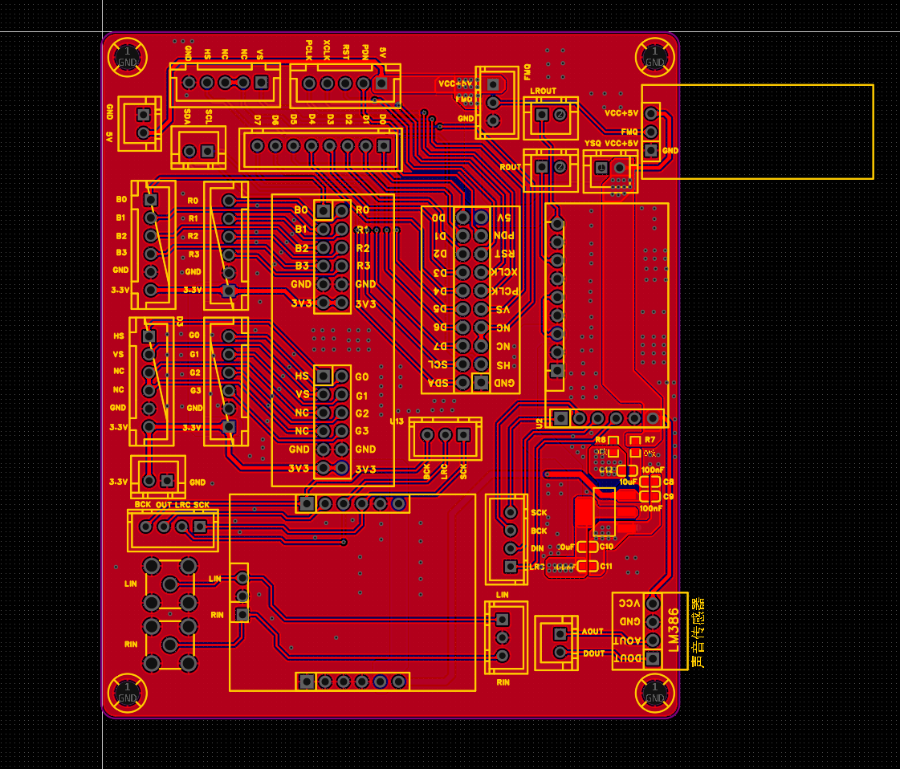 1
GND
GND HS NC NC VS
PCLK XCLK RST PDN 5V
VCC+5V
FMQ
GND
FMQ
LROUT
1
GND
GND
5V
SDA SCL
D7 D6 D5 D4 D3 D2 D1 D0
ROUT
YSQ VCC+5V
VCC+5V
FMQ
GND
B0
B1
B2
B3
GND
3.3V
R0
R1
R2
R3
GND
3.3V
B0 R0
B1 R1
B2 R2
B3 R3
GND GND
3V3 3V3
D0 5V
D1 PDN
D2 RST
D3 XCLK
D4 PCLK
D5 VS
D6 NC
D7 NC
SCL HS
SDA GND
HS
VS
NC
NC
GND
3.3V
G0
G1
G2
G3
GND
3.3V
HS G0
VS G1
NC G2
NC G3
GND GND
3V3 3V3
U2
BCK LRC SCK
R6 R7
C12 100nF
10uF C8
C9
100nF
C10
C11
3.3V GND
BCK OUT LRC SCK
SCK
BCK
DIN
LRC
LIN
RIN
LIN
RIN
LIN
RIN
AOUT
DOUT
VCC
GND
AOUT
DOUT
LM386
声音传感器
1
GND
1
GND